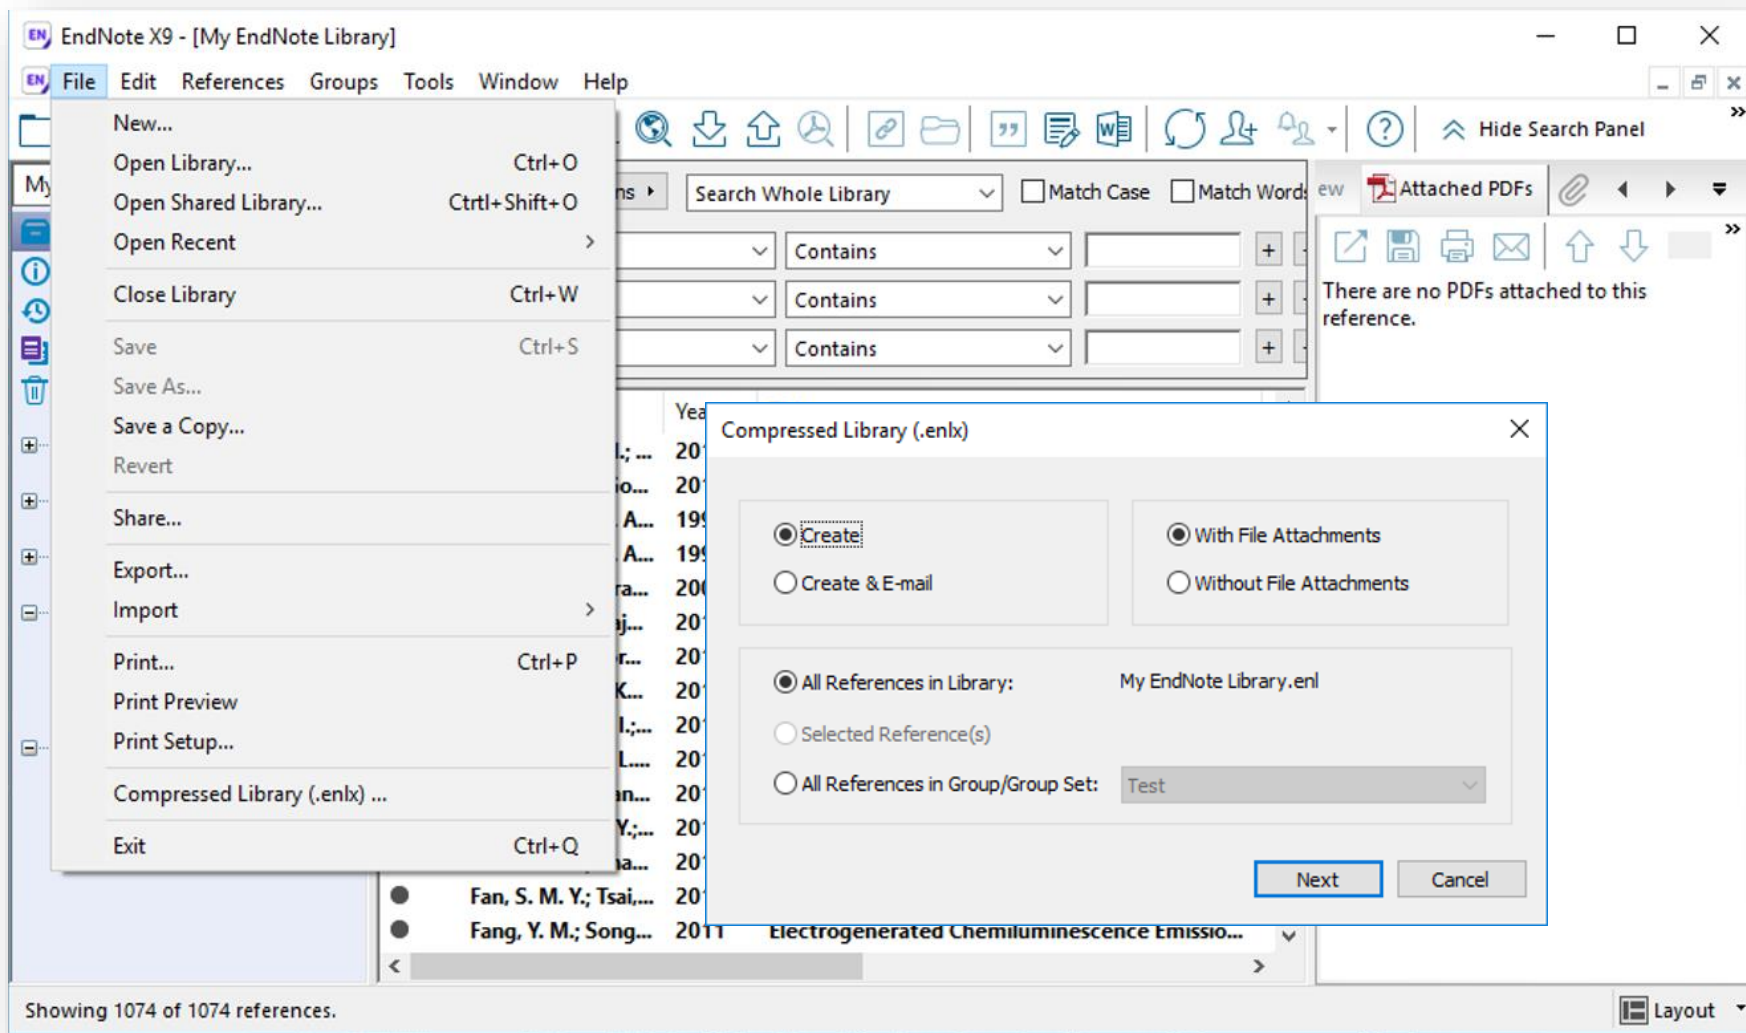 EN EndNote X9 - [My EndNote Library]
EN File Edit References Groups Tools Window Help
Hide Search Panel
New...
Open Library... Ctrl+O
Open Shared Library... Ctrtl+Shift+O
Open Recent
Close Library Ctrl+W
Save Ctrl+S
Save As...
Save a Copy...
Revert
Share...
Export...
Import
Print... Ctrl+P
Print Preview
Print Setup...
Compressed Library (.enlx) ...
Exit Ctrl+Q
My
Search Whole Library Match Case Match Words
Contains
Contains
Contains
ew Attached PDFs
There are no PDFs attached to this
reference.
Compressed Library (.enlx)
Create With File Attachments
Create & E-mail Without File Attachments
All References in Library: My EndNote Library.enl
Selected Reference(s)
All References in Group/Group Set: Test
Next Cancel
Fan, S. M. Y.; Tsai,... 20
Fang, Y. M.; Song... 2011 Electrogenerated Chemiluminescence Emissio...
Showing 1074 of 1074 references.
Layout